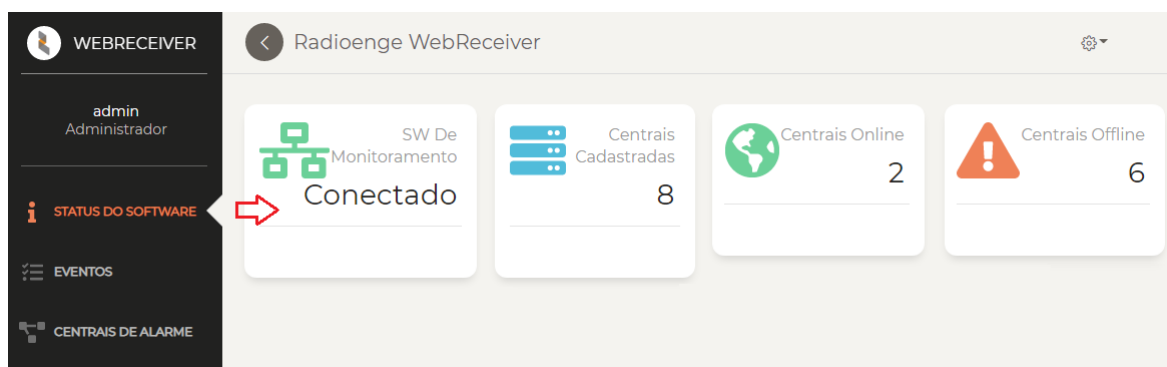 WEBRECEIVER
Radioenge WebReceiver
admin
Administrador
STATUS DO SOFTWARE
EVENTOS
CENTRAIS DE ALARME
SW De
Monitoramento
Conectado
Centrais
Cadastradas
8
Centrais Online
2
Centrais Offline
6